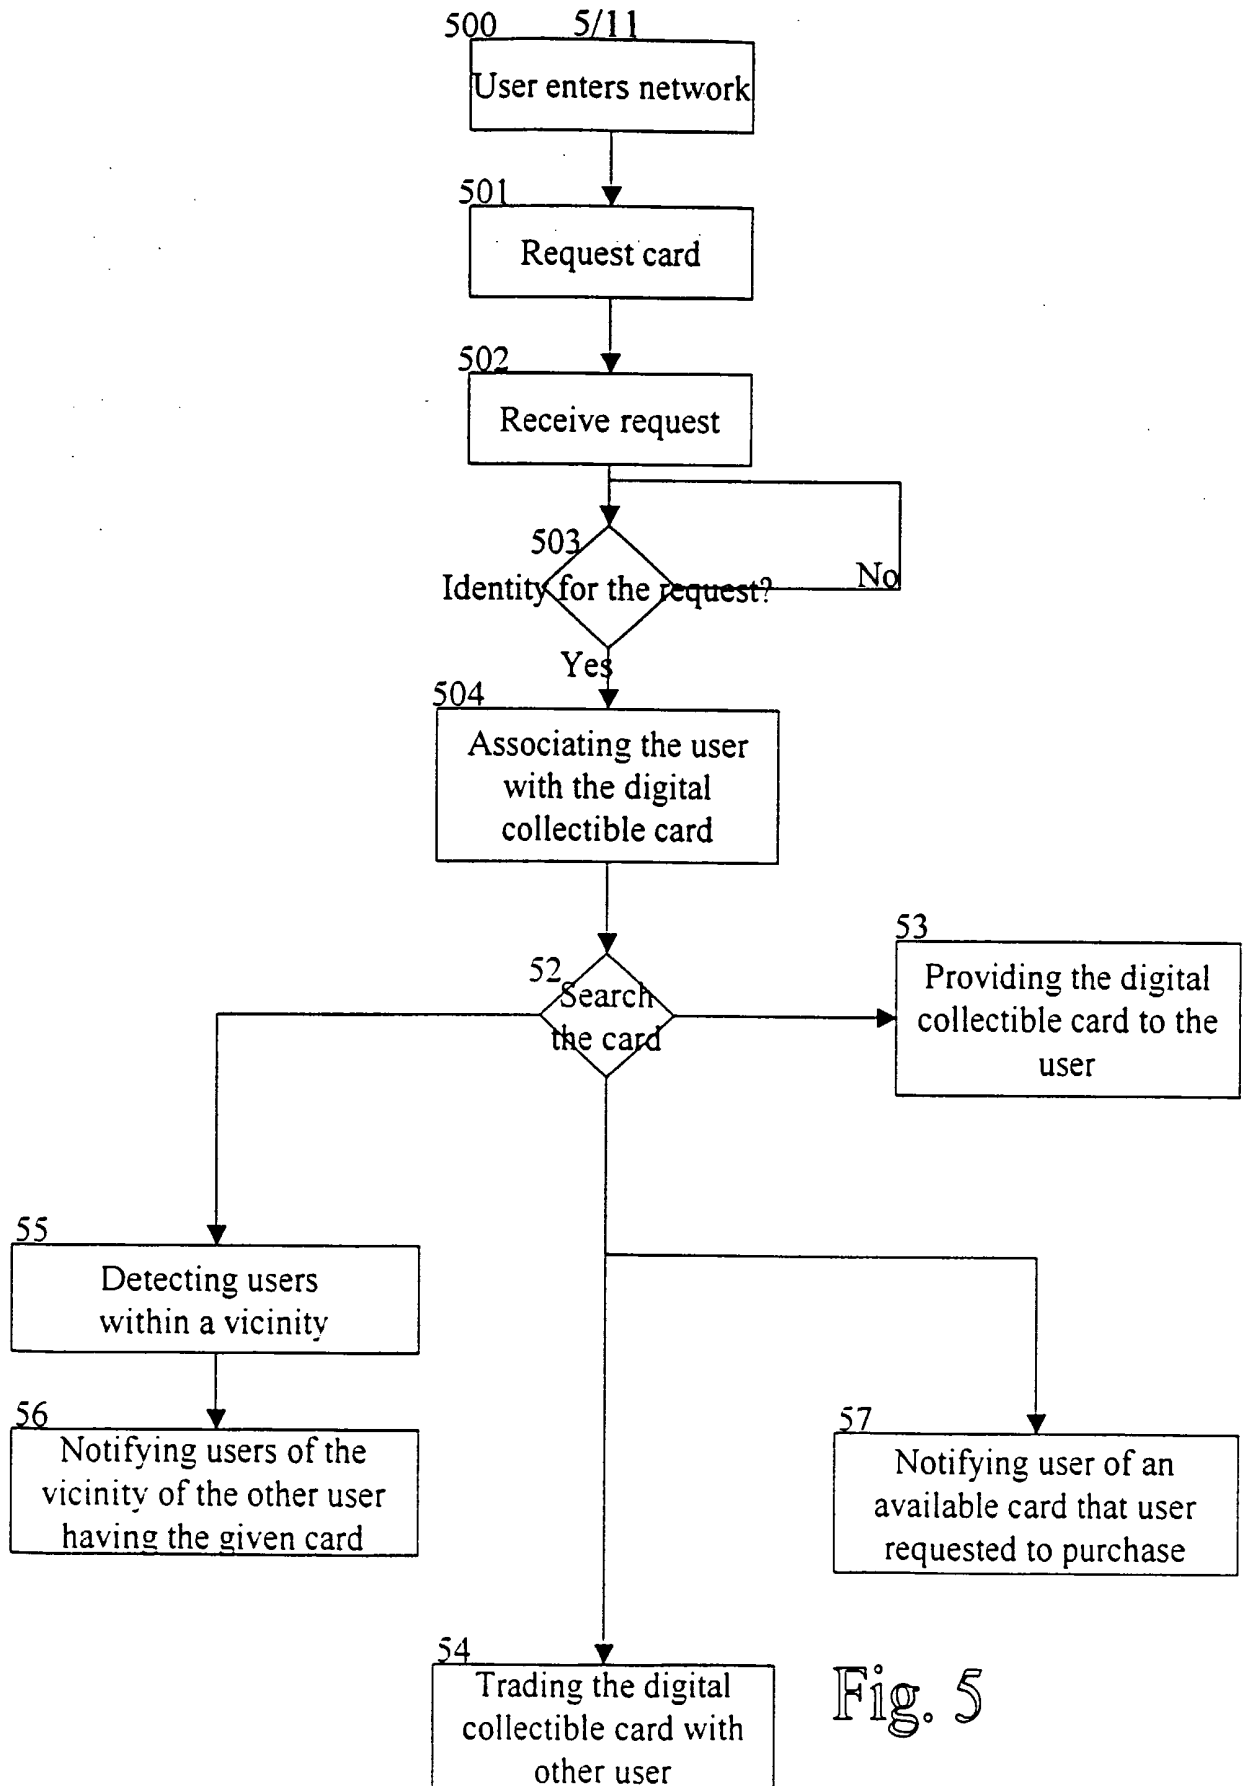 500
5/11
User enters network
501
Request card
502
Receive request
503
Identity for the request?
No
Yes
504
Associating the user
with the digital
collectible card
52
Search
the card
53
Providing the digital
collectible card to the
user
55
Detecting users
within a vicinity
56
Notifying users of the
vicinity of the other user
having the given card
57
Notifying user of an
available card that user
requested to purchase
54
Trading the digital
collectible card with
other user
Fig. 5